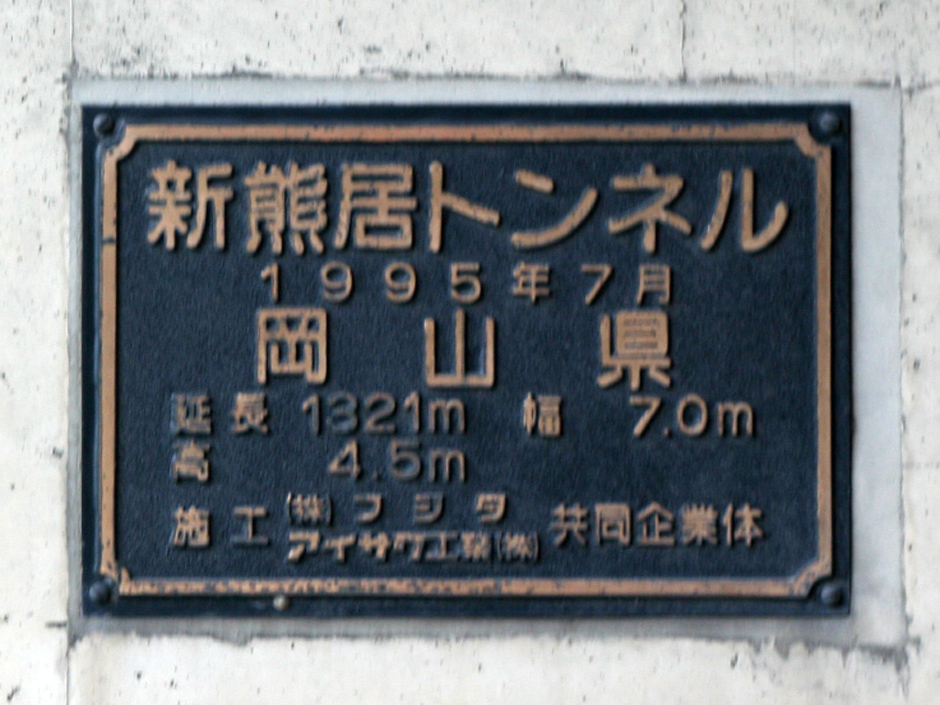 新熊居トンネル
1995年7月
岡山県
延長 1321m 幅 7.0m
高 4.5m
施工 (株)フジタ 共同企業体
アイサワ工業(株)